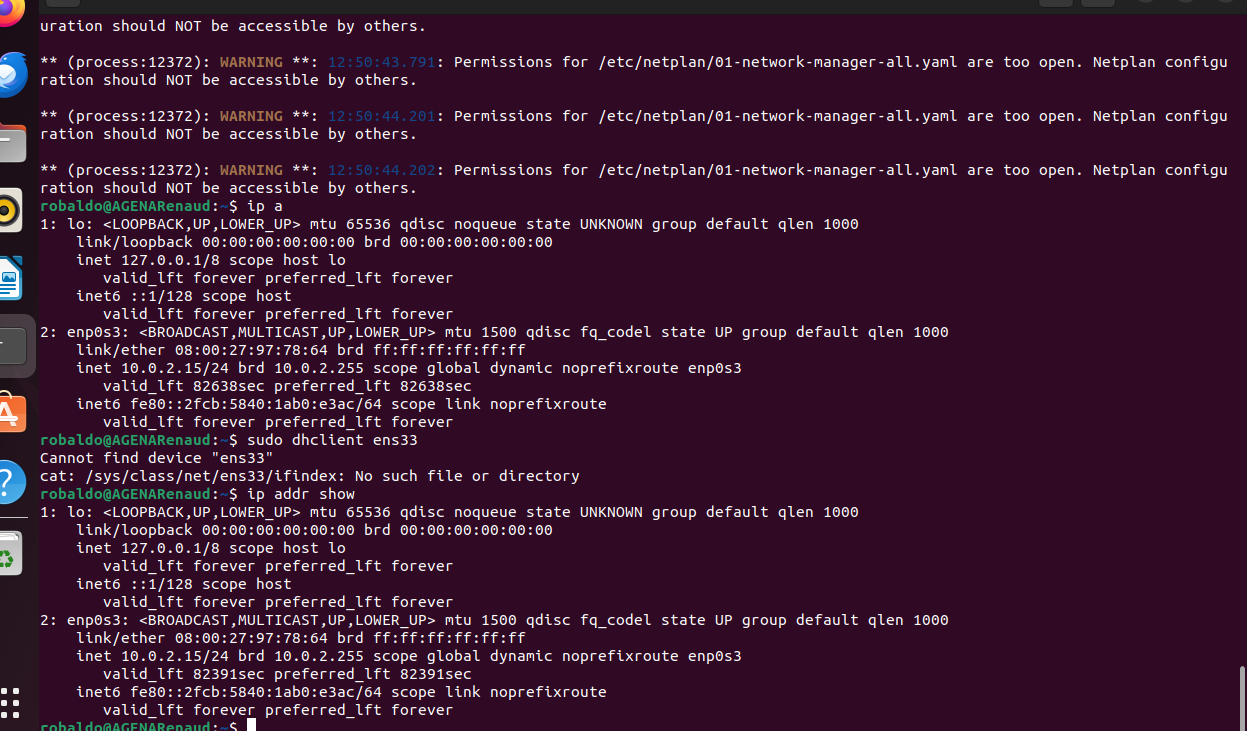 uration should NOT be accessible by others.
** (process:12372): WARNING **: 12:50:43.791: Permissions for /etc/netplan/01-network-manager-all.yaml are too open. Netplan configu
ration should NOT be accessible by others.
** (process:12372): WARNING **: 12:50:44.201: Permissions for /etc/netplan/01-network-manager-all.yaml are too open. Netplan configu
ration should NOT be accessible by others.
** (process:12372): WARNING **: 12:50:44.202: Permissions for /etc/netplan/01-network-manager-all.yaml are too open. Netplan configu
ration should NOT be accessible by others.
robaldo@AGENARenaud:~$ ip a
1: lo: <LOOPBACK,UP,LOWER_UP> mtu 65536 qdisc noqueue state UNKNOWN group default qlen 1000
    link/loopback 00:00:00:00:00:00 brd 00:00:00:00:00:00
    inet 127.0.0.1/8 scope host lo
       valid_lft forever preferred_lft forever
    inet6 ::1/128 scope host
       valid_lft forever preferred_lft forever
2: enp0s3: <BROADCAST,MULTICAST,UP,LOWER_UP> mtu 1500 qdisc fq_codel state UP group default qlen 1000
    link/ether 08:00:27:97:78:64 brd ff:ff:ff:ff:ff:ff
    inet 10.0.2.15/24 brd 10.0.2.255 scope global dynamic noprefixroute enp0s3
       valid_lft 82638sec preferred_lft 82638sec
    inet6 fe80::2fcb:5840:1ab0:e3ac/64 scope link noprefixroute
       valid_lft forever preferred_lft forever
robaldo@AGENARenaud:~$ sudo dhclient ens33
Cannot find device "ens33"
cat: /sys/class/net/ens33/ifindex: No such file or directory
robaldo@AGENARenaud:~$ ip addr show
1: lo: <LOOPBACK,UP,LOWER_UP> mtu 65536 qdisc noqueue state UNKNOWN group default qlen 1000
    link/loopback 00:00:00:00:00:00 brd 00:00:00:00:00:00
    inet 127.0.0.1/8 scope host lo
       valid_lft forever preferred_lft forever
    inet6 ::1/128 scope host
       valid_lft forever preferred_lft forever
2: enp0s3: <BROADCAST,MULTICAST,UP,LOWER_UP> mtu 1500 qdisc fq_codel state UP group default qlen 1000
    link/ether 08:00:27:97:78:64 brd ff:ff:ff:ff:ff:ff
    inet 10.0.2.15/24 brd 10.0.2.255 scope global dynamic noprefixroute enp0s3
       valid_lft 82391sec preferred_lft 82391sec
    inet6 fe80::2fcb:5840:1ab0:e3ac/64 scope link noprefixroute
       valid_lft forever preferred_lft forever
robaldo@AGENARenaud:~$